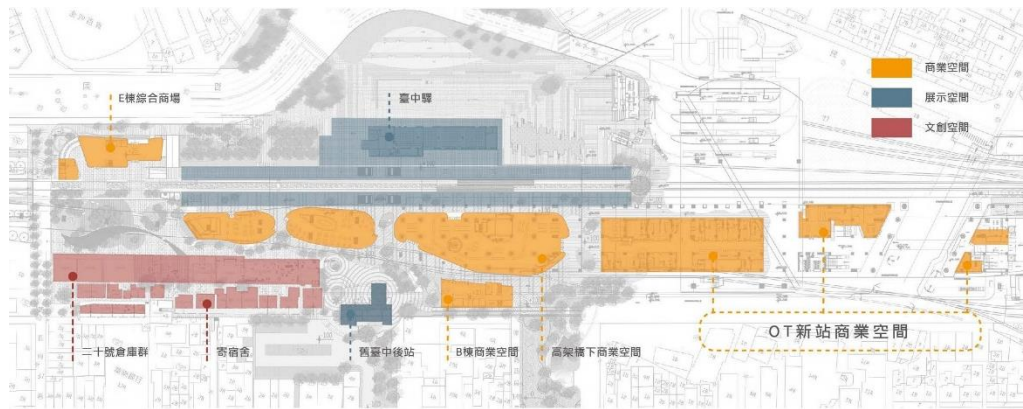 E棟綜合商場
臺中驛
商業空間
展示空間
文創空間
二十號倉庫群
寄宿舍
舊臺中後站
B棟商業空間
高架橋下商業空間
OT新站商業空間